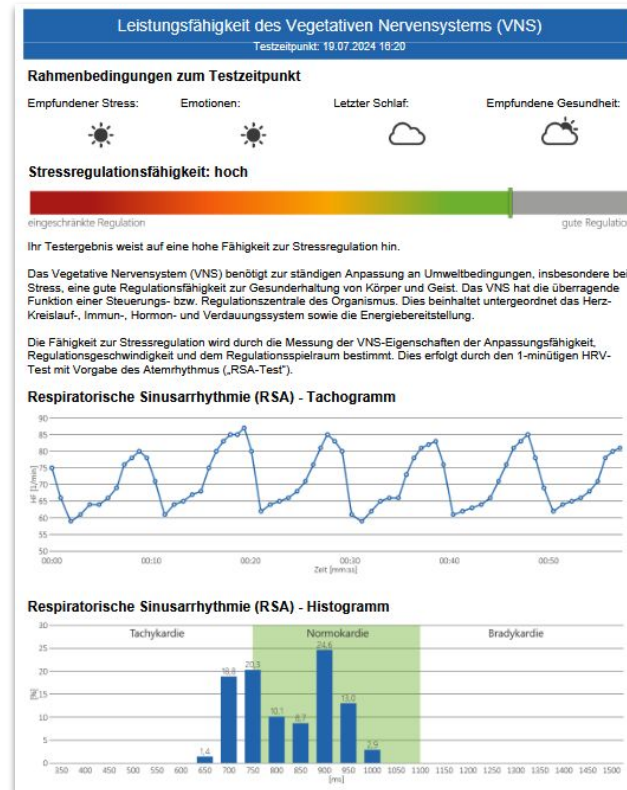 Leistungsfähigkeit des Vegetativen Nervensystems (VNS)
Testzeitpunkt: 19.07.2024 16:20
Rahmenbedingungen zum Testzeitpunkt
Empfundener Stress: Emotionen: Letzter Schlaf: Empfundene Gesundheit:
Stressregulationsfähigkeit: hoch
eingeschränkte Regulation gute Regulation
Ihr Testergebnis weist auf eine hohe Fähigkeit zur Stressregulation hin.
Das Vegetative Nervensystem (VNS) benötigt zur ständigen Anpassung an Umweltbedingungen, insbesondere bei
Stress, eine gute Regulationsfähigkeit zur Gesunderhaltung von Körper und Geist. Das VNS hat die überragende
Funktion einer Steuerungs- bzw. Regulationszentrale des Organismus. Dies beinhaltet untergeordnet das Herz-
Kreislauf-, Immun-, Hormon- und Verdauungssystem sowie die Energiebereitstellung.
Die Fähigkeit zur Stressregulation wird durch die Messung der VNS-Eigenschaften der Anpassungsfähigkeit,
Regulationsgeschwindigkeit und dem Regulationsspielraum bestimmt. Dies erfolgt durch den 1-minütigen HRV-
Test mit Vorgabe des Atemrhythmus („RSA-Test").
Respiratorische Sinusarrhythmie (RSA) - Tachogramm
90
85
80
75
70
65
60
55
50
HF [1/min]
00:00 00:10 00:20 00:30 00:40 00:50
Zeit [mm:ss]
Respiratorische Sinusarrhythmie (RSA) - Histogramm
Tachykardie Normokardie Bradykardie
30
25
20
15
10
5
0
[%]
1,4 18,8 20,3 10,1 8,7 24,6 13,0 2,9
350 400 450 500 550 600 650 700 750 800 850 900 950 1000 1050 1100 1150 1200 1250 1300 1350 1400 1450 1500
[ms]